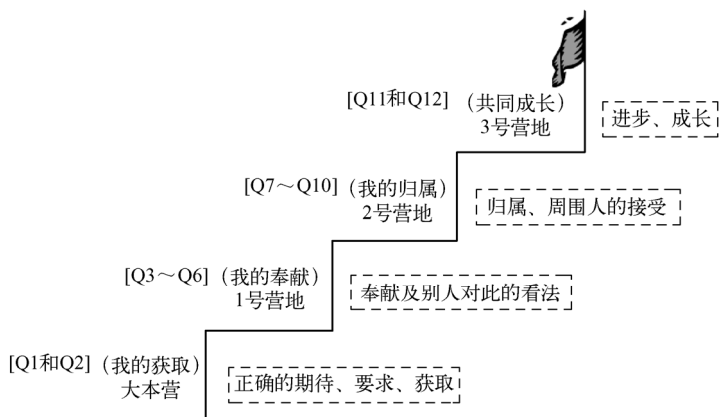 [Q11和Q12] (共同成长)
3号营地
进步、成长
[Q7～Q10] (我的归属)
2号营地
归属、周围人的接受
[Q3～Q6] (我的奉献)
1号营地
奉献及别人对此的看法
[Q1和Q2] (我的获取)
大本营
正确的期待、要求、获取